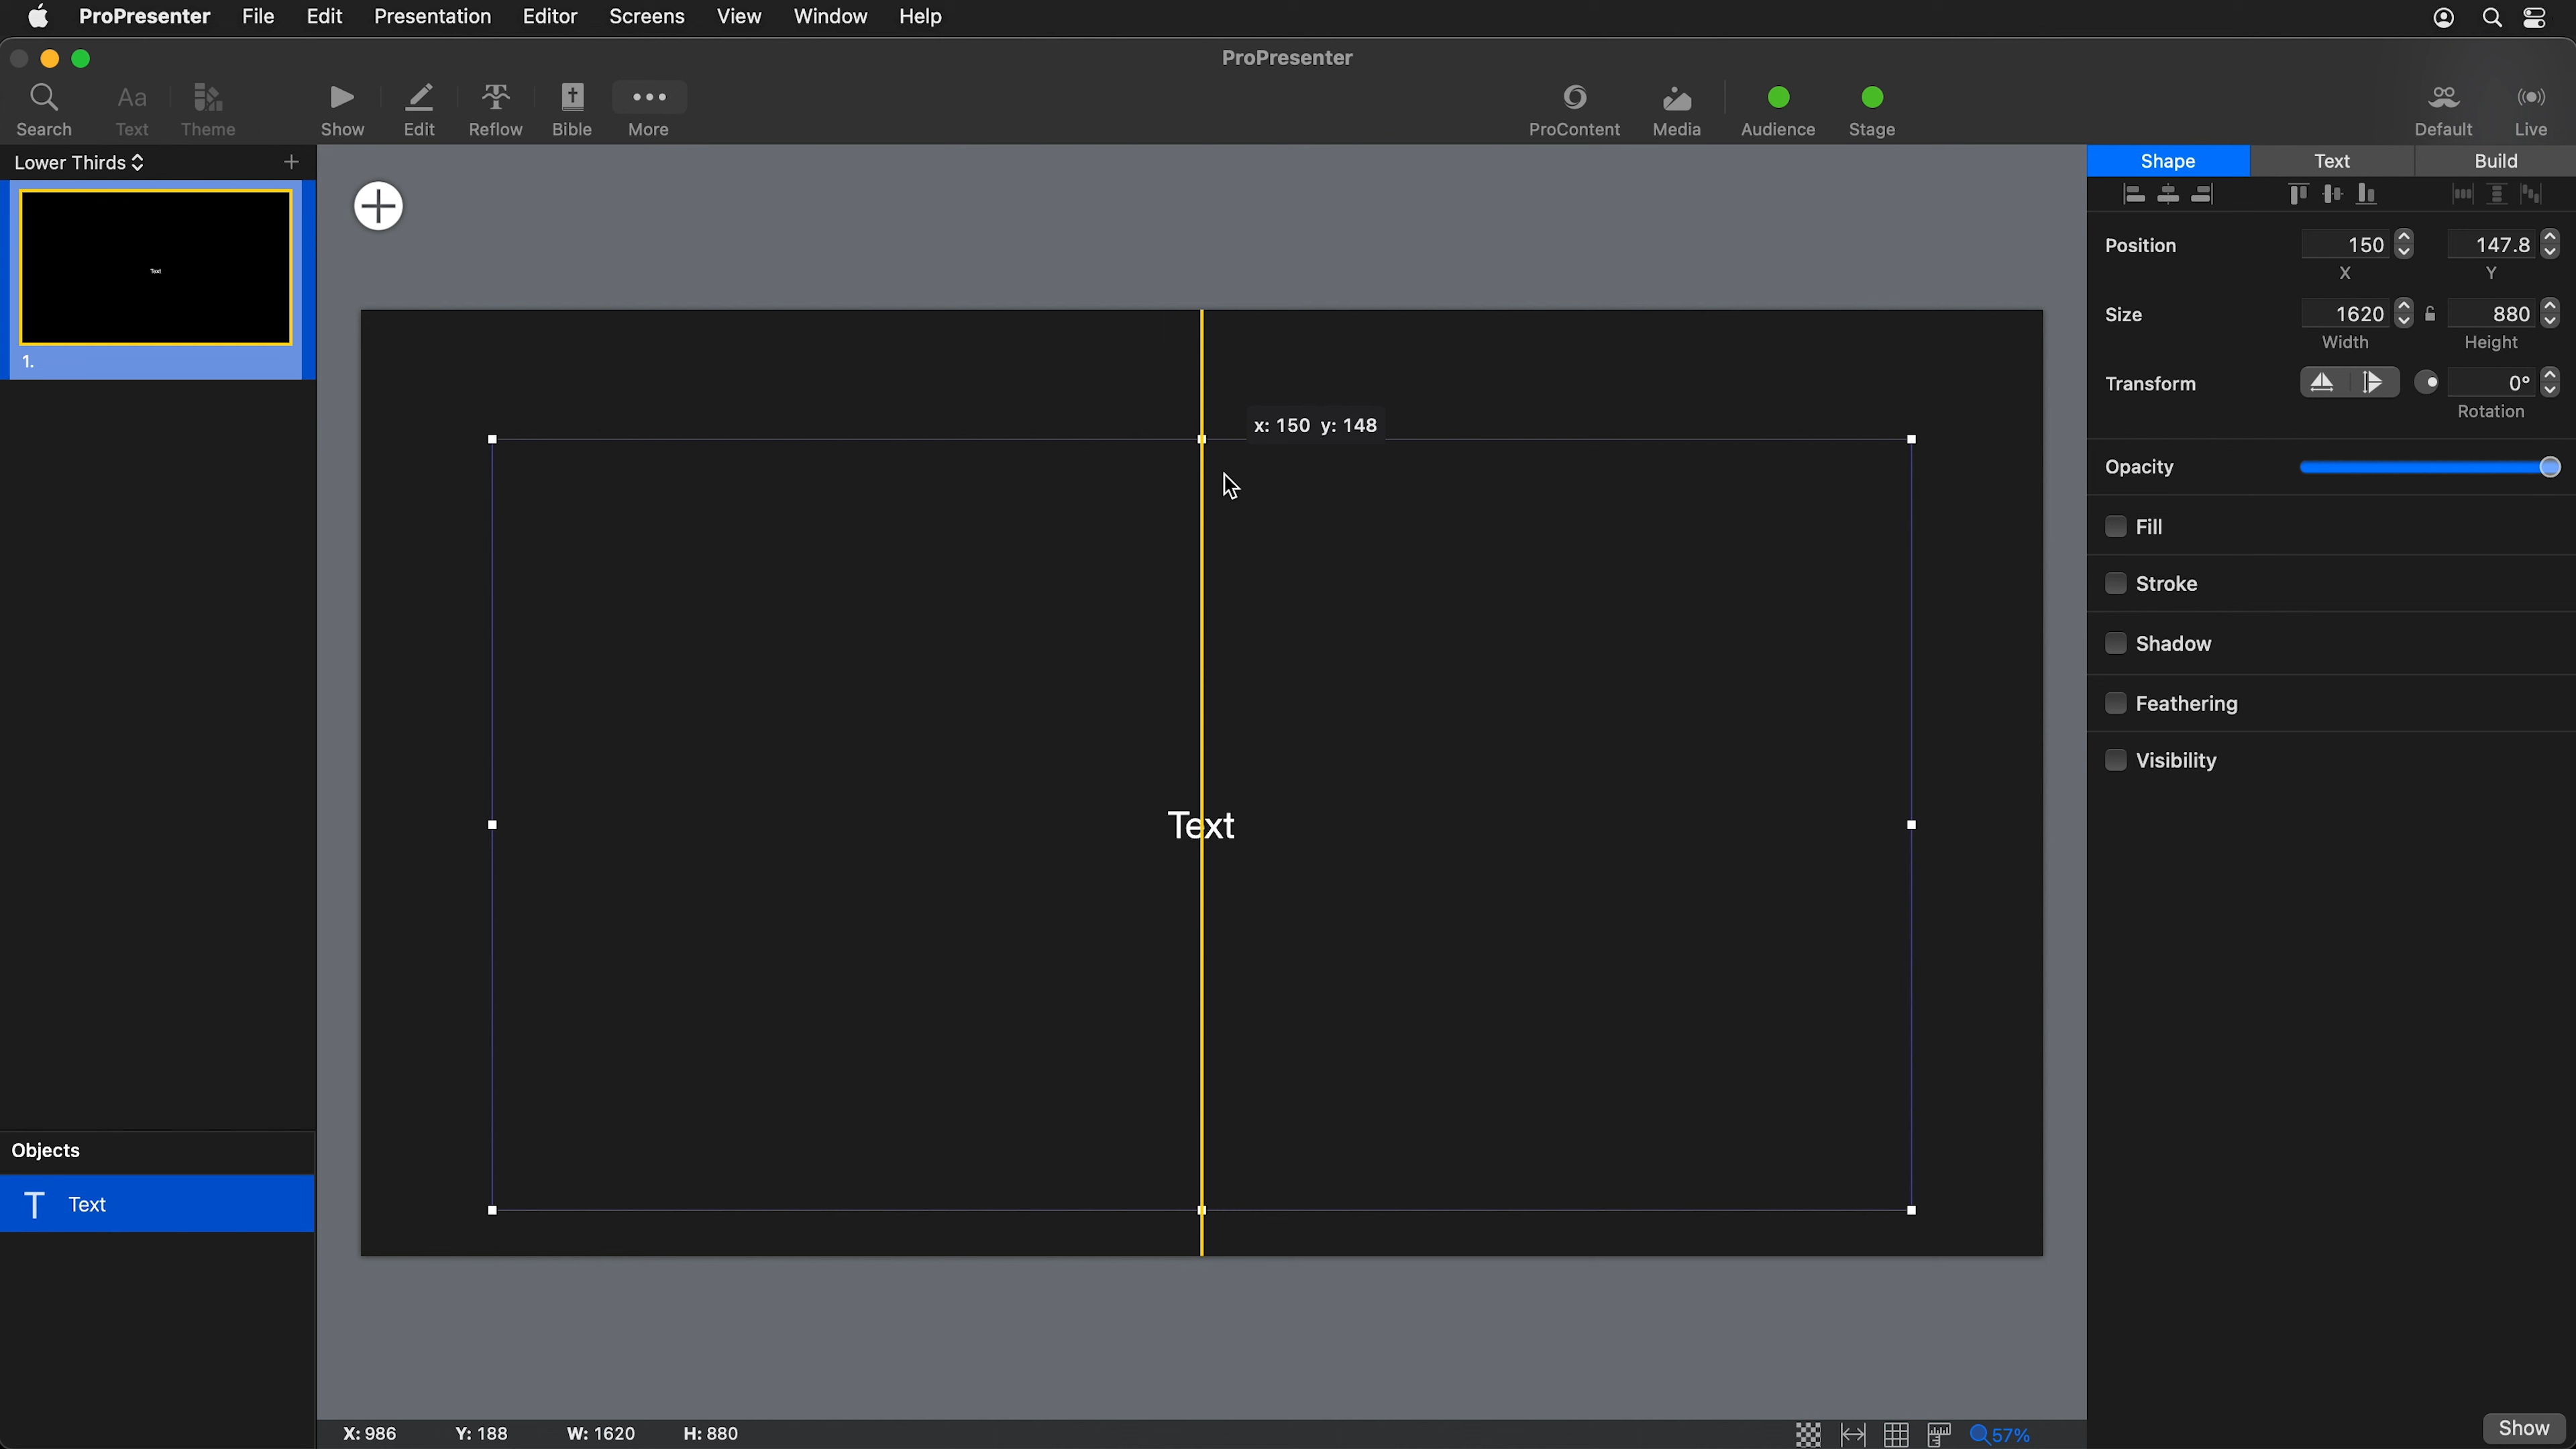 ProPresenter File Edit Presentation Editor Screens View Window Help
ProPresenter
Search Text Theme Show Edit Reflow Bible More ProContent Media Audience Stage Default Live
Aa
Lower Thirds
Text
1.
Objects
T Text
x: 150 y: 148
Text
X: 986 Y: 188 W: 1620 H: 880 57%
Shape Text Build
Position 150 147.8
X Y
Size 1620 880
Width Height
Transform 0°
Rotation
Opacity
Fill
Stroke
Shadow
Feathering
Visibility
Show